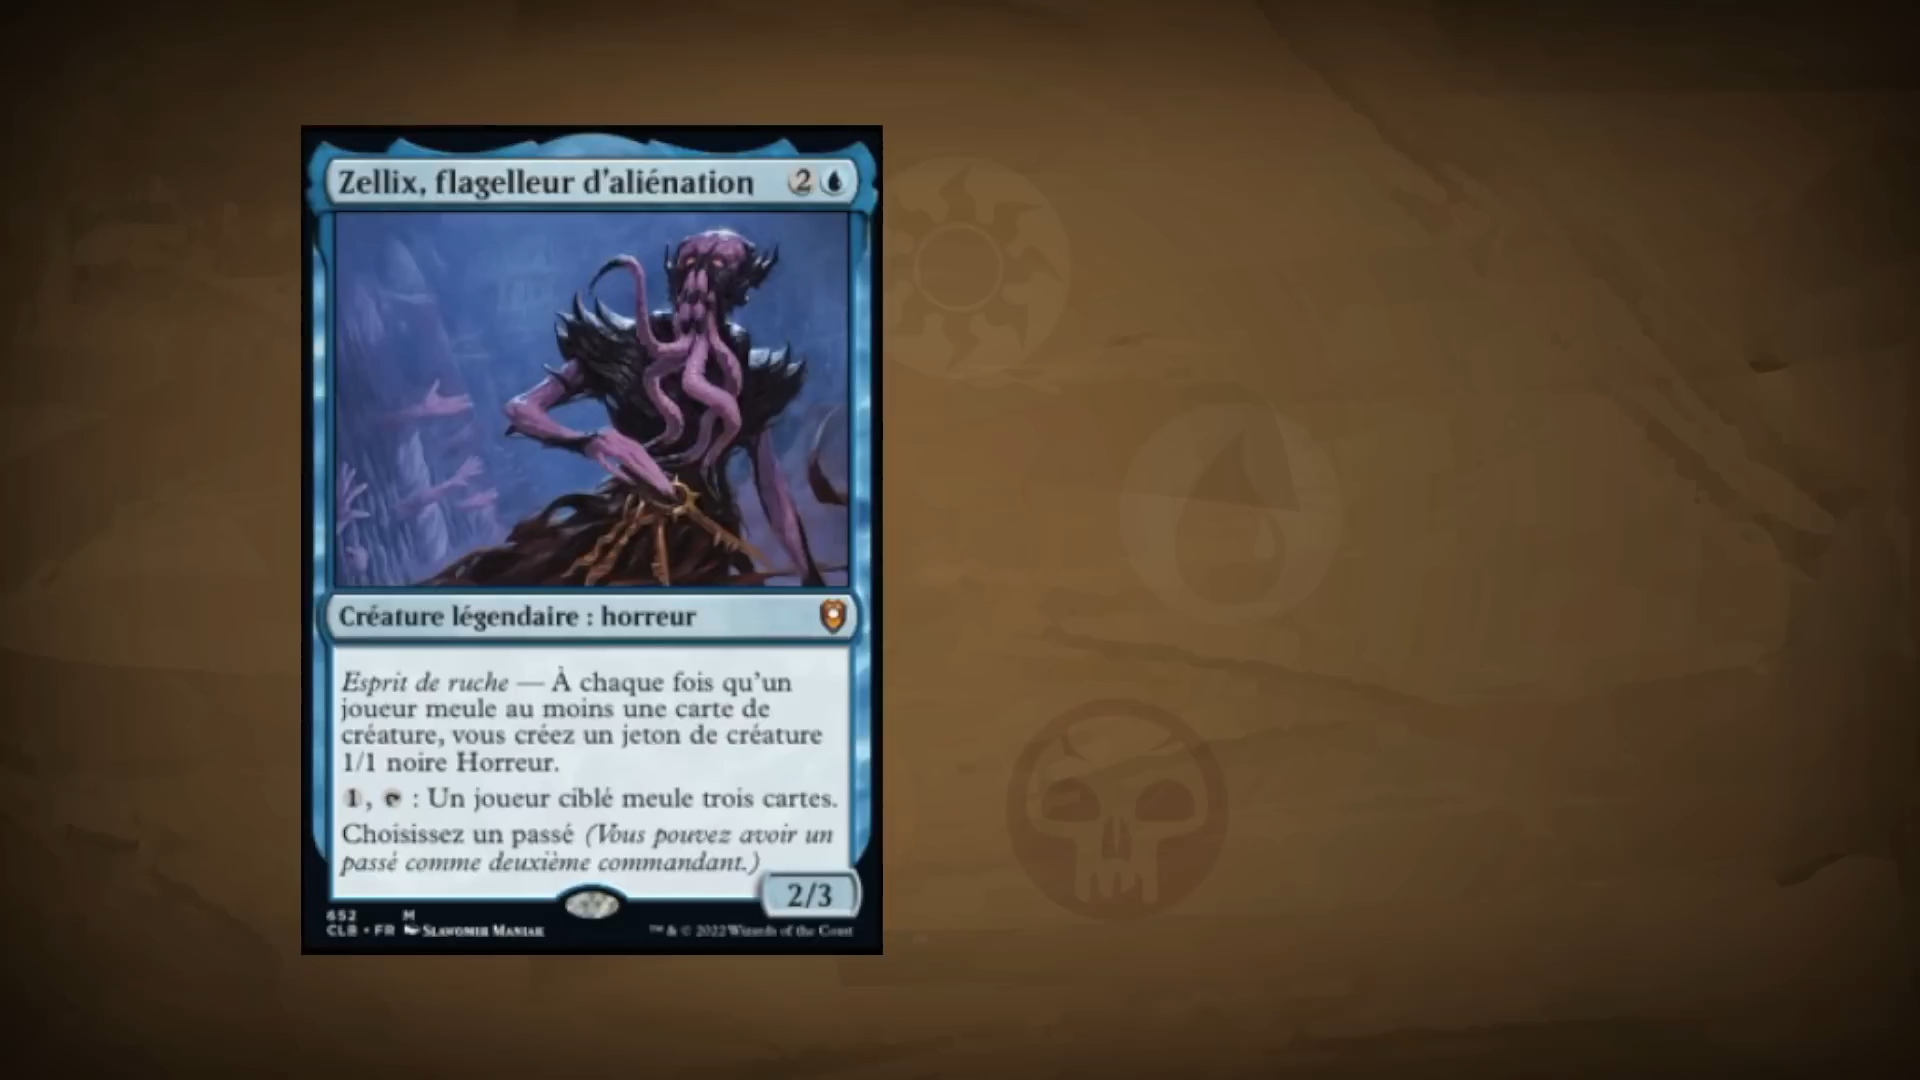 Zellix, flagelleur d'aliénation 2
Créature légendaire : horreur
Esprit de ruche — À chaque fois qu'un
joueur meule au moins une carte de
créature, vous créez un jeton de créature
1/1 noire Horreur.
1, : Un joueur ciblé meule trois cartes.
Choisissez un passé (Vous pouvez avoir un
passé comme deuxième commandant.)
2/3
652 M
CLB • FR Slawomir Maniak
™ & © 2022 Wizards of the Coast